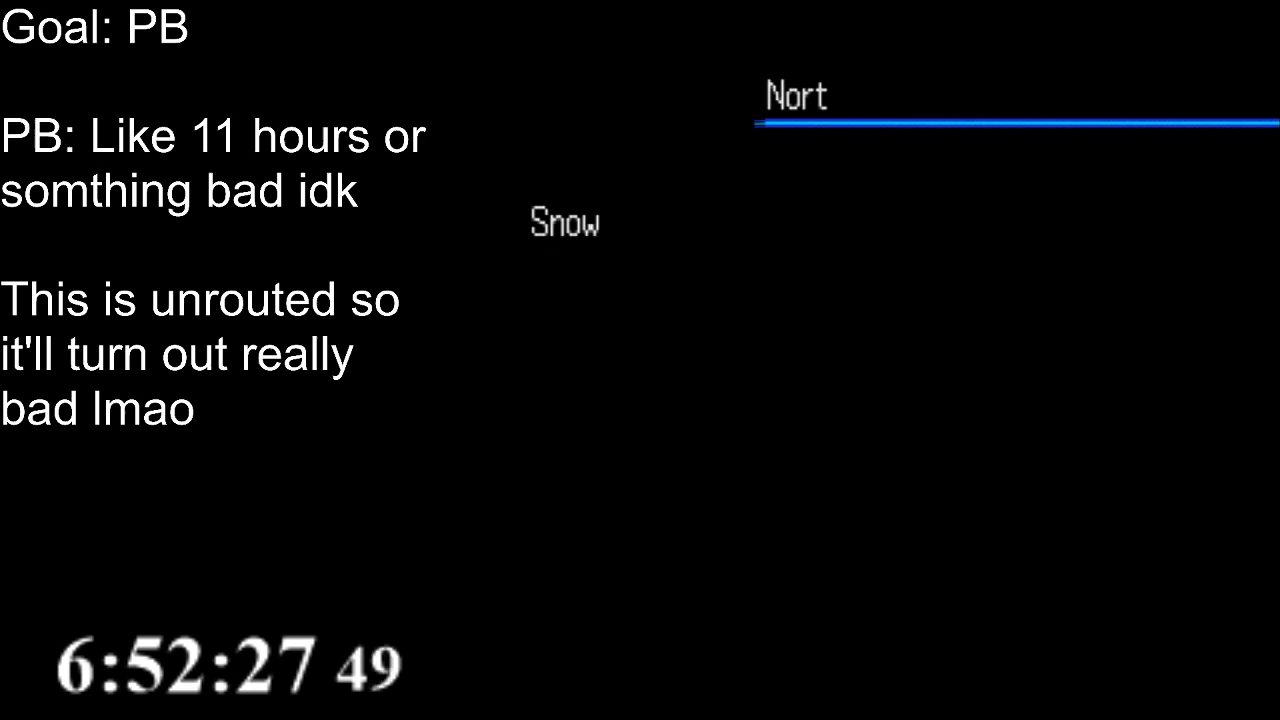 Goal: PB
PB: Like 11 hours or
somthing bad idk
This is unrouted so
it'll turn out really
bad lmao
Nort
Snow
6:52:27 49